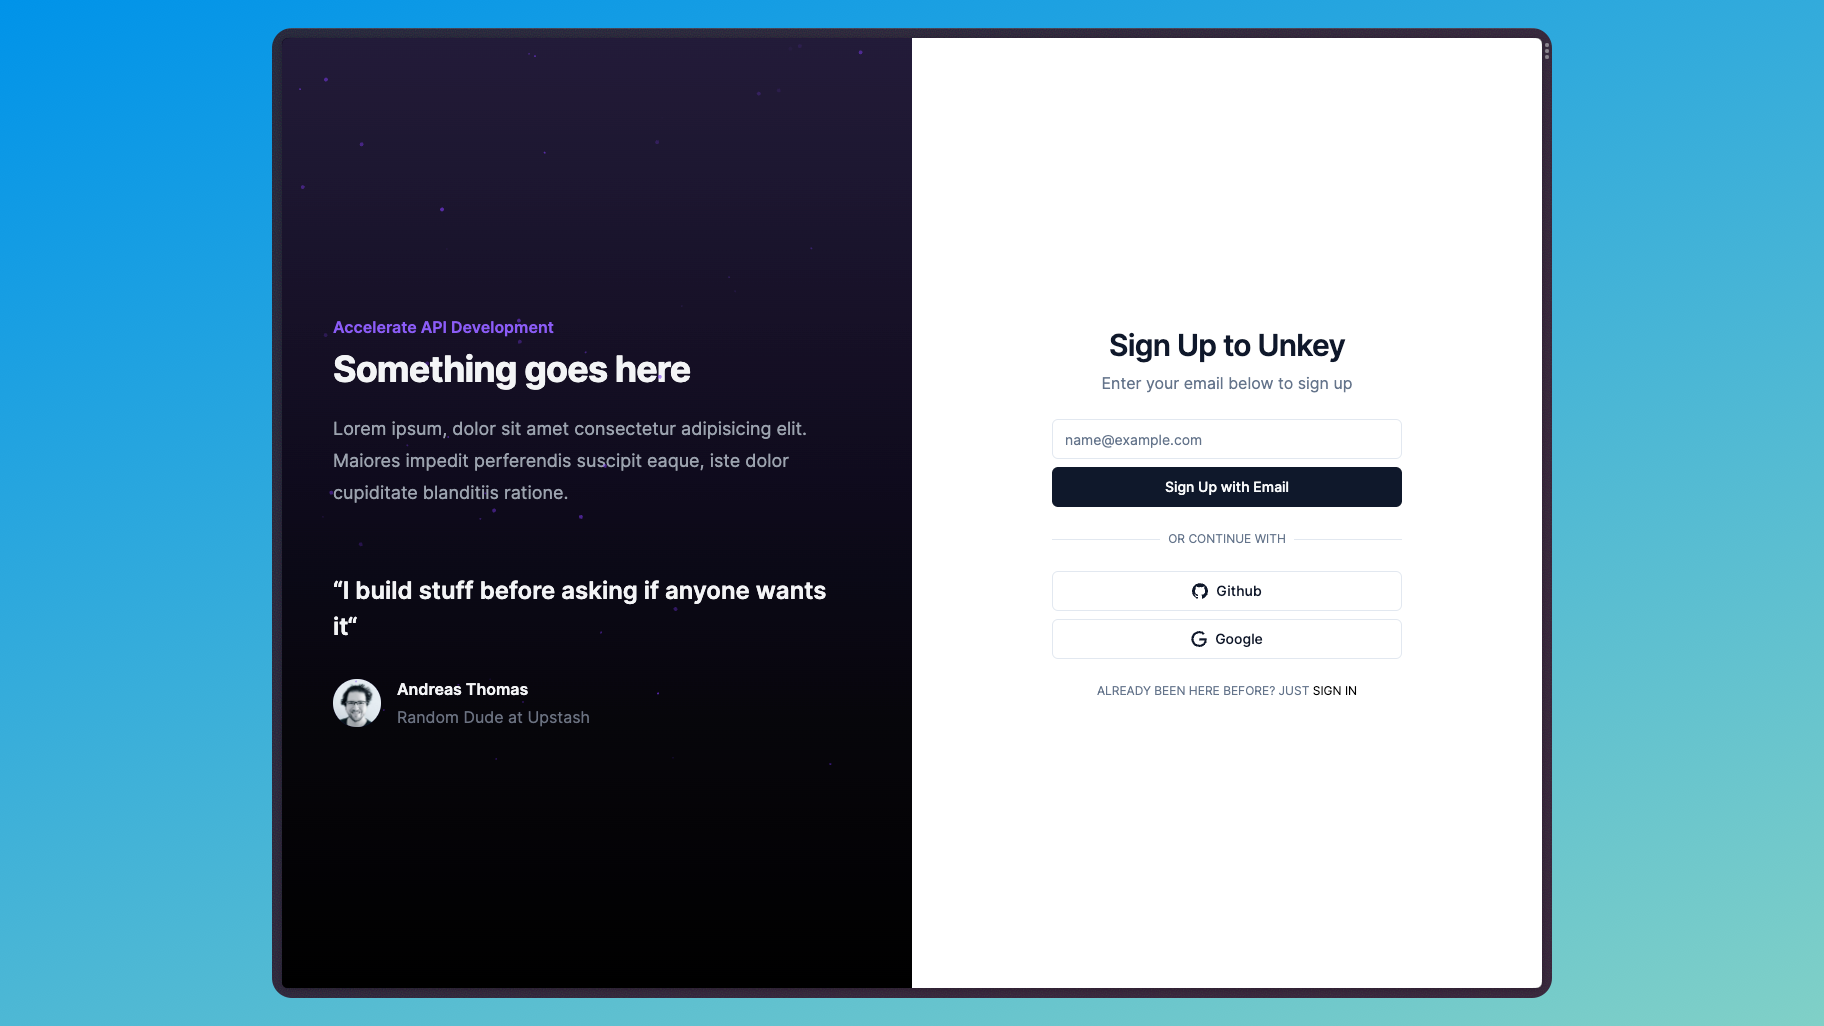 Accelerate API Development
Something goes here
Lorem ipsum, dolor sit amet consectetur adipisicing elit.
Maiores impedit perferendis suscipit eaque, iste dolor
cupiditate blanditiis ratione.
“I build stuff before asking if anyone wants
it“
Andreas Thomas
Random Dude at Upstash
Sign Up to Unkey
Enter your email below to sign up
name@example.com
Sign Up with Email
OR CONTINUE WITH
Github
Google
ALREADY BEEN HERE BEFORE? JUST SIGN IN